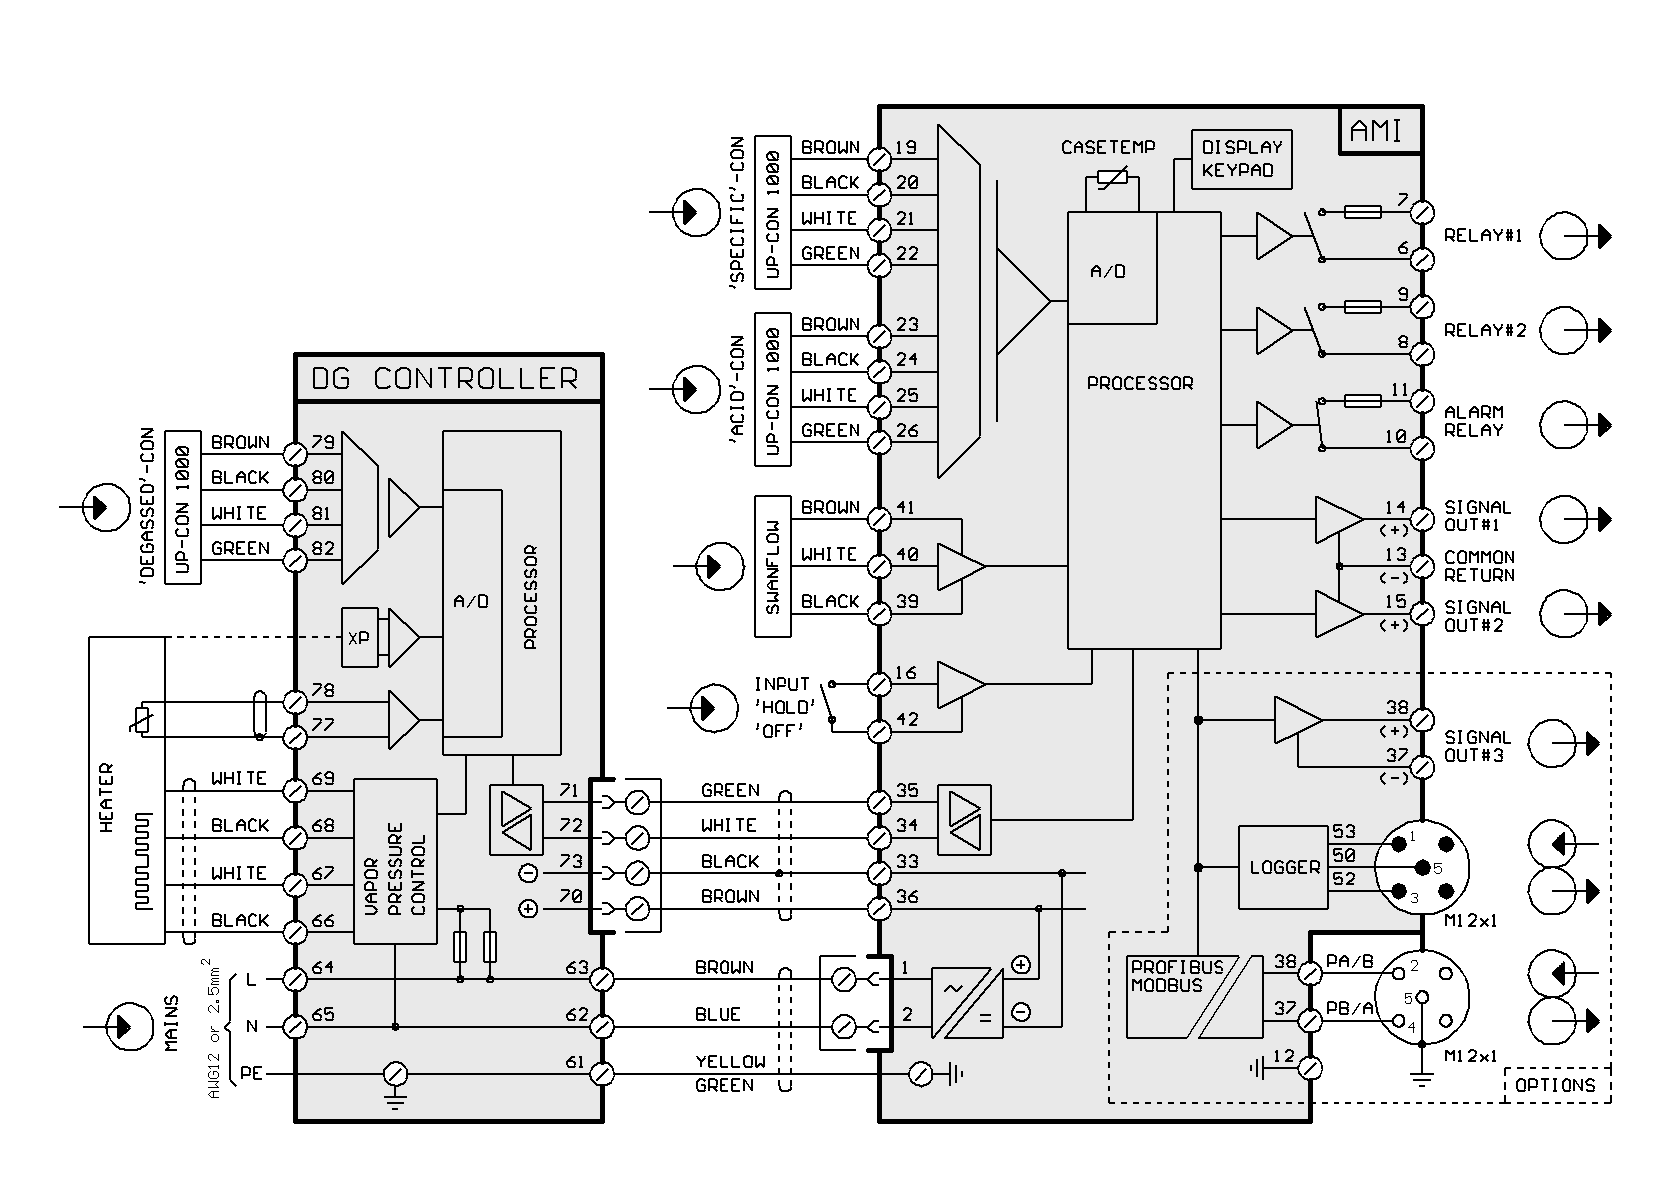 AMI
CASETEMP
DISPLAY
KEYPAD
'SPECIFIC'-CON
UP-CON 1000
BROWN 19
BLACK 20
WHITE 21
GREEN 22
'ACID'-CON
UP-CON 1000
BROWN 23
BLACK 24
WHITE 25
GREEN 26
A/D
PROCESSOR
7
6
RELAY#1
9
8
RELAY#2
11
10
ALARM
RELAY
SWANFLOW
BROWN 41
WHITE 40
BLACK 39
14
(+)
SIGNAL
OUT#1
13
(-)
COMMON
RETURN
15
(+)
SIGNAL
OUT#2
INPUT
'HOLD'
'OFF'
16
42
38
(+)
37
(-)
SIGNAL
OUT#3
DG CONTROLLER
'DEGASSED'-CON
UP-CON 1000
BROWN 79
BLACK 80
WHITE 81
GREEN 82
A/D
PROCESSOR
XP
78
77
HEATER
WHITE 69
BLACK 68
WHITE 67
BLACK 66
VAPOR
PRESSURE
CONTROL
71 GREEN 35
72 WHITE 34
- 73 BLACK 33
+ 70 BROWN 36
LOGGER
53
50
52
1
5
3
M12x1
MAINS
AWG12 or 2.5mm²
L 64 63 BROWN 1
N 65 62 BLUE 2
PE 61 YELLOW
GREEN
~
=
+
-
PROFIBUS
MODBUS
38 PA/B
37 PB/A
2
5
4
M12x1
12
OPTIONS